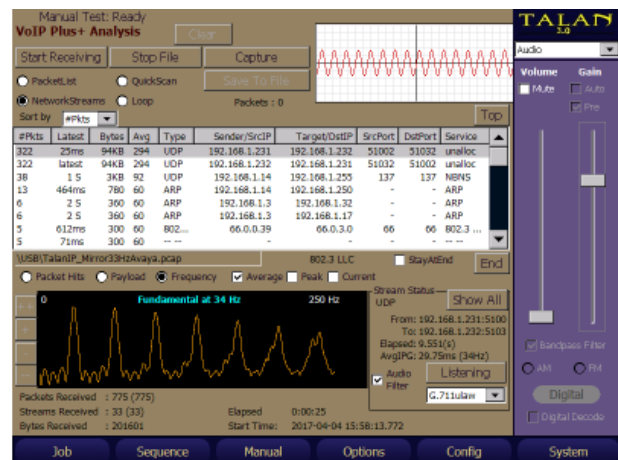 Manual Test: Ready
VoIP Plus+ Analysis
Clear
Start Receiving Stop File Capture
PacketList QuickScan Save To File
NetworkStreams Loop Packets : 0
Sort by #Pkts Top
#Pkts Latest Bytes Avg Type Sender/SrcIP Target/DstIP SrcPort DstPort Service
322 25ms 94KB 294 UDP 192.168.1.231 192.168.1.232 51002 51032 unalloc
322 latest 94KB 294 UDP 192.168.1.232 192.168.1.231 51032 51002 unalloc
38 1 S 3KB 92 UDP 192.168.1.14 192.168.1.255 137 137 NBNS
13 464ms 780 60 ARP 192.168.1.14 192.168.1.250 - - ARP
6 2 S 360 60 ARP 192.168.1.3 192.168.1.32 - - ARP
6 2 S 360 60 ARP 192.168.1.3 192.168.1.17 - - ARP
5 612ms 300 60 802... 66.0.0.39 66.0.3.0 66 66 802.3 ...
5 71ms 300 60 -- -- - - -- --
\USB\TalanIP_Mirror33HzAvaya.pcap 802.3 LLC StayAtEnd End
Packet Hits Payload Frequency Average Peak Current
0 Fundamental at 34 Hz 250 Hz
++
+
-
--
Stream Status
UDP Show All
From: 192.168.1.231:5100
To: 192.168.1.232:5103
Elapsed: 9.551(s)
AvgIPG: 29.75ms (34Hz)
Audio Filter Listening
G.711ulaw
Packets Received : 775 (775)
Streams Received : 33 (33) Elapsed 0:00:25
Bytes Received : 201601 Start Time: 2017-04-04 15:58:13.772
TALAN
3.0
Audio
Volume Gain
Mute Auto
Pre
Bandpass Filter
AM FM
Digital
Digital Decode
Job Sequence Manual Options Config System